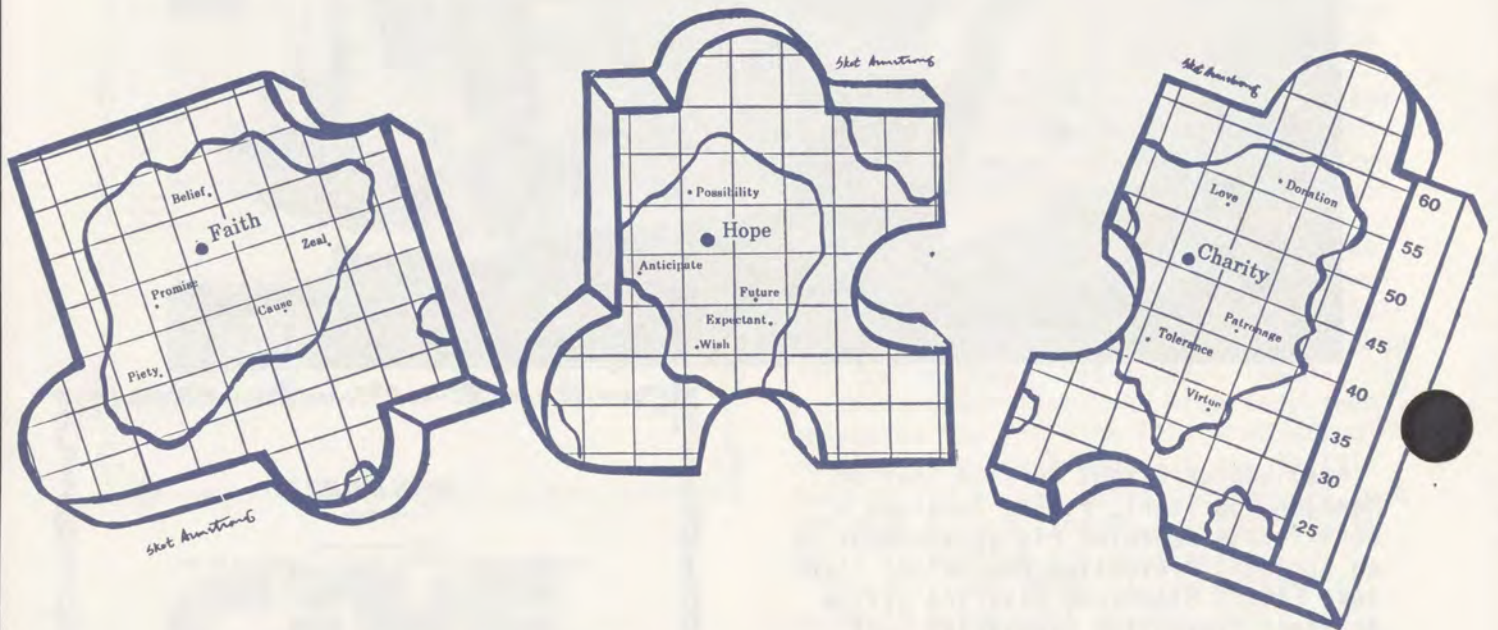 Belief
Faith
Zeal
Promise
Cause
Piety
Skot Armstrong
Skot Armstrong
Possibility
Hope
Anticipate
Future
Expectant
Wish
Skot Armstrong
Love
Donation
Charity
Patronage
Tolerance
Virtue
60
55
50
45
40
35
30
25